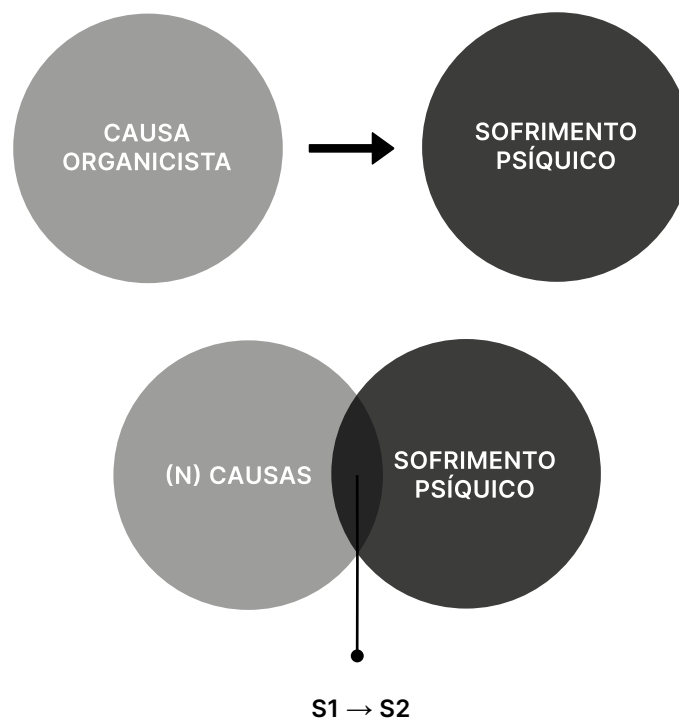 CAUSA
ORGANICISTA
SOFRIMENTO
PSÍQUICO
(N) CAUSAS
SOFRIMENTO
PSÍQUICO
S1 → S2